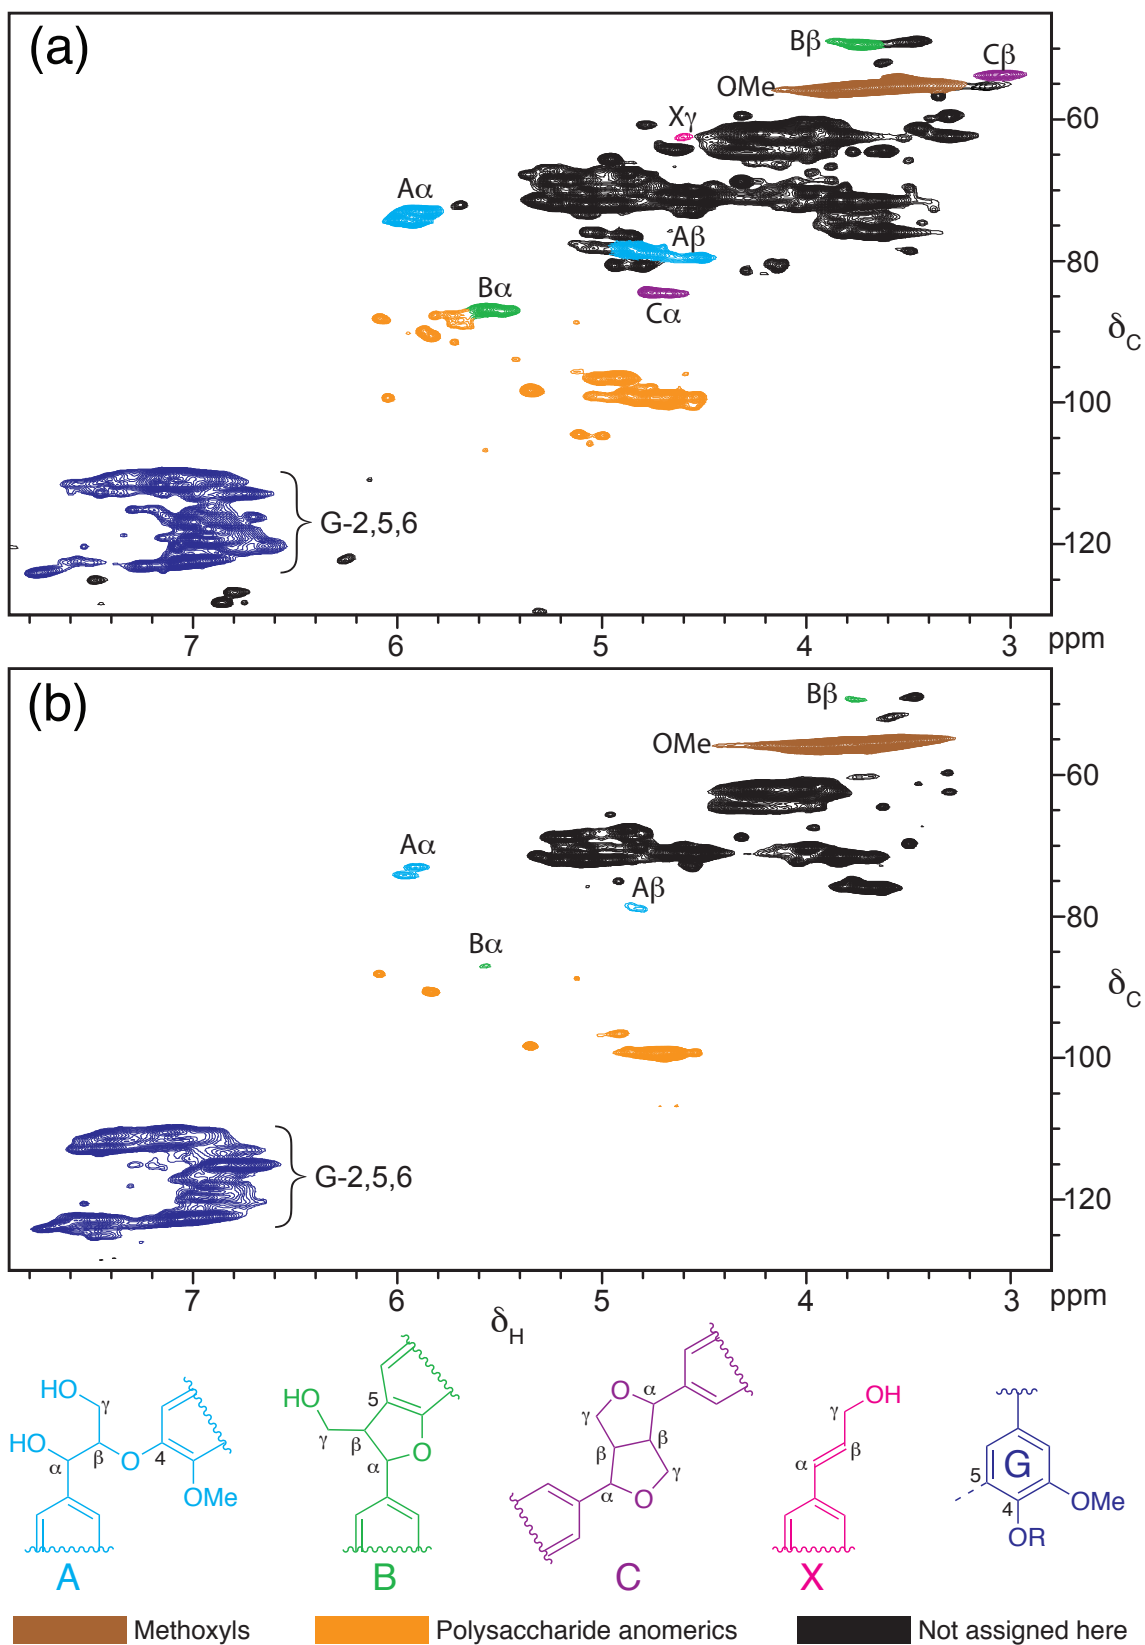 (a)
Bβ
Cβ
OMe
Xγ
60
Aα
Aβ
80
Bα
Cα
δC
100
G-2,5,6
120
7 6 5 4 3 ppm
(b)
Bβ
OMe
60
Aα
Aβ
80
Bα
δC
100
G-2,5,6
120
7 6 5 4 3 ppm
δH
HO γ HO α β O 4 OMe
A
HO γ β α 5 O
B
O α γ β β γ α O
C
OH γ β α
X
G 5 4 OMe OR
Methoxyls
Polysaccharide anomerics
Not assigned here